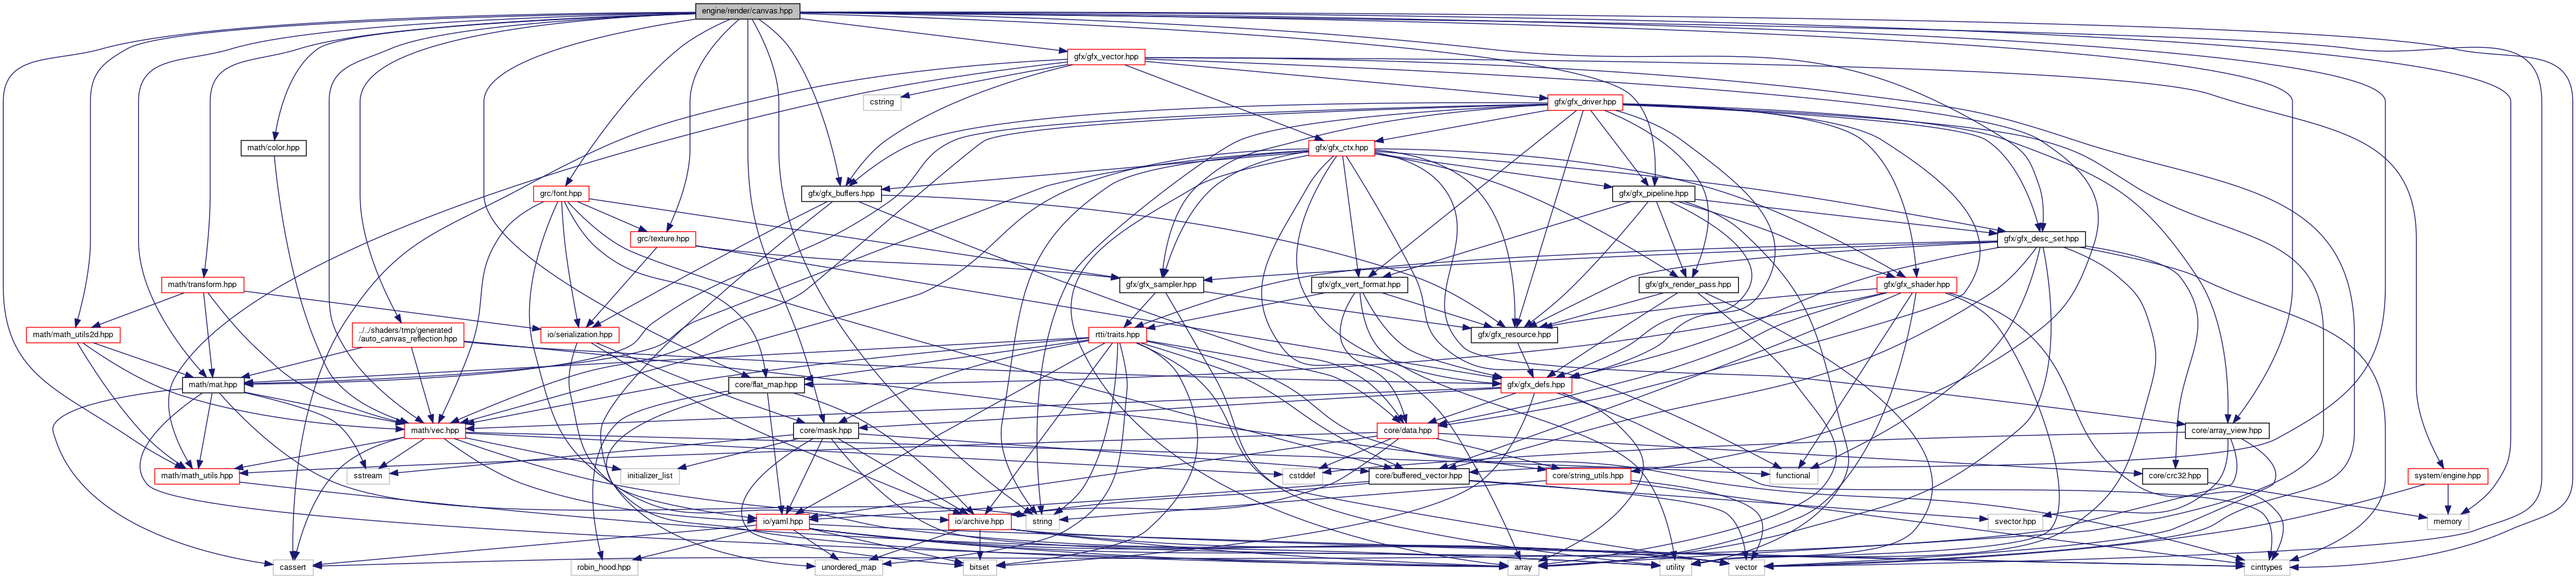 engine/render/canvas.hpp
gfx/gfx_vector.hpp
cstring
gfx/gfx_driver.hpp
math/color.hpp
gfx/gfx_ctx.hpp
grc/font.hpp
gfx/gfx_buffers.hpp
gfx/gfx_pipeline.hpp
grc/texture.hpp
gfx/gfx_desc_set.hpp
math/transform.hpp
gfx/gfx_sampler.hpp
gfx/gfx_vert_format.hpp
gfx/gfx_render_pass.hpp
gfx/gfx_shader.hpp
math/math_utils2d.hpp
../../shaders/tmp/generated
/auto_canvas_reflection.hpp
io/serialization.hpp
rtti/traits.hpp
gfx/gfx_resource.hpp
math/mat.hpp
core/flat_map.hpp
gfx/gfx_defs.hpp
math/vec.hpp
core/mask.hpp
core/data.hpp
core/array_view.hpp
math/math_utils.hpp
sstream
initializer_list
cstddef
core/buffered_vector.hpp
core/string_utils.hpp
functional
core/crc32.hpp
system/engine.hpp
io/yaml.hpp
io/archive.hpp
string
svector.hpp
memory
cassert
robin_hood.hpp
unordered_map
bitset
array
utility
vector
cinttypes